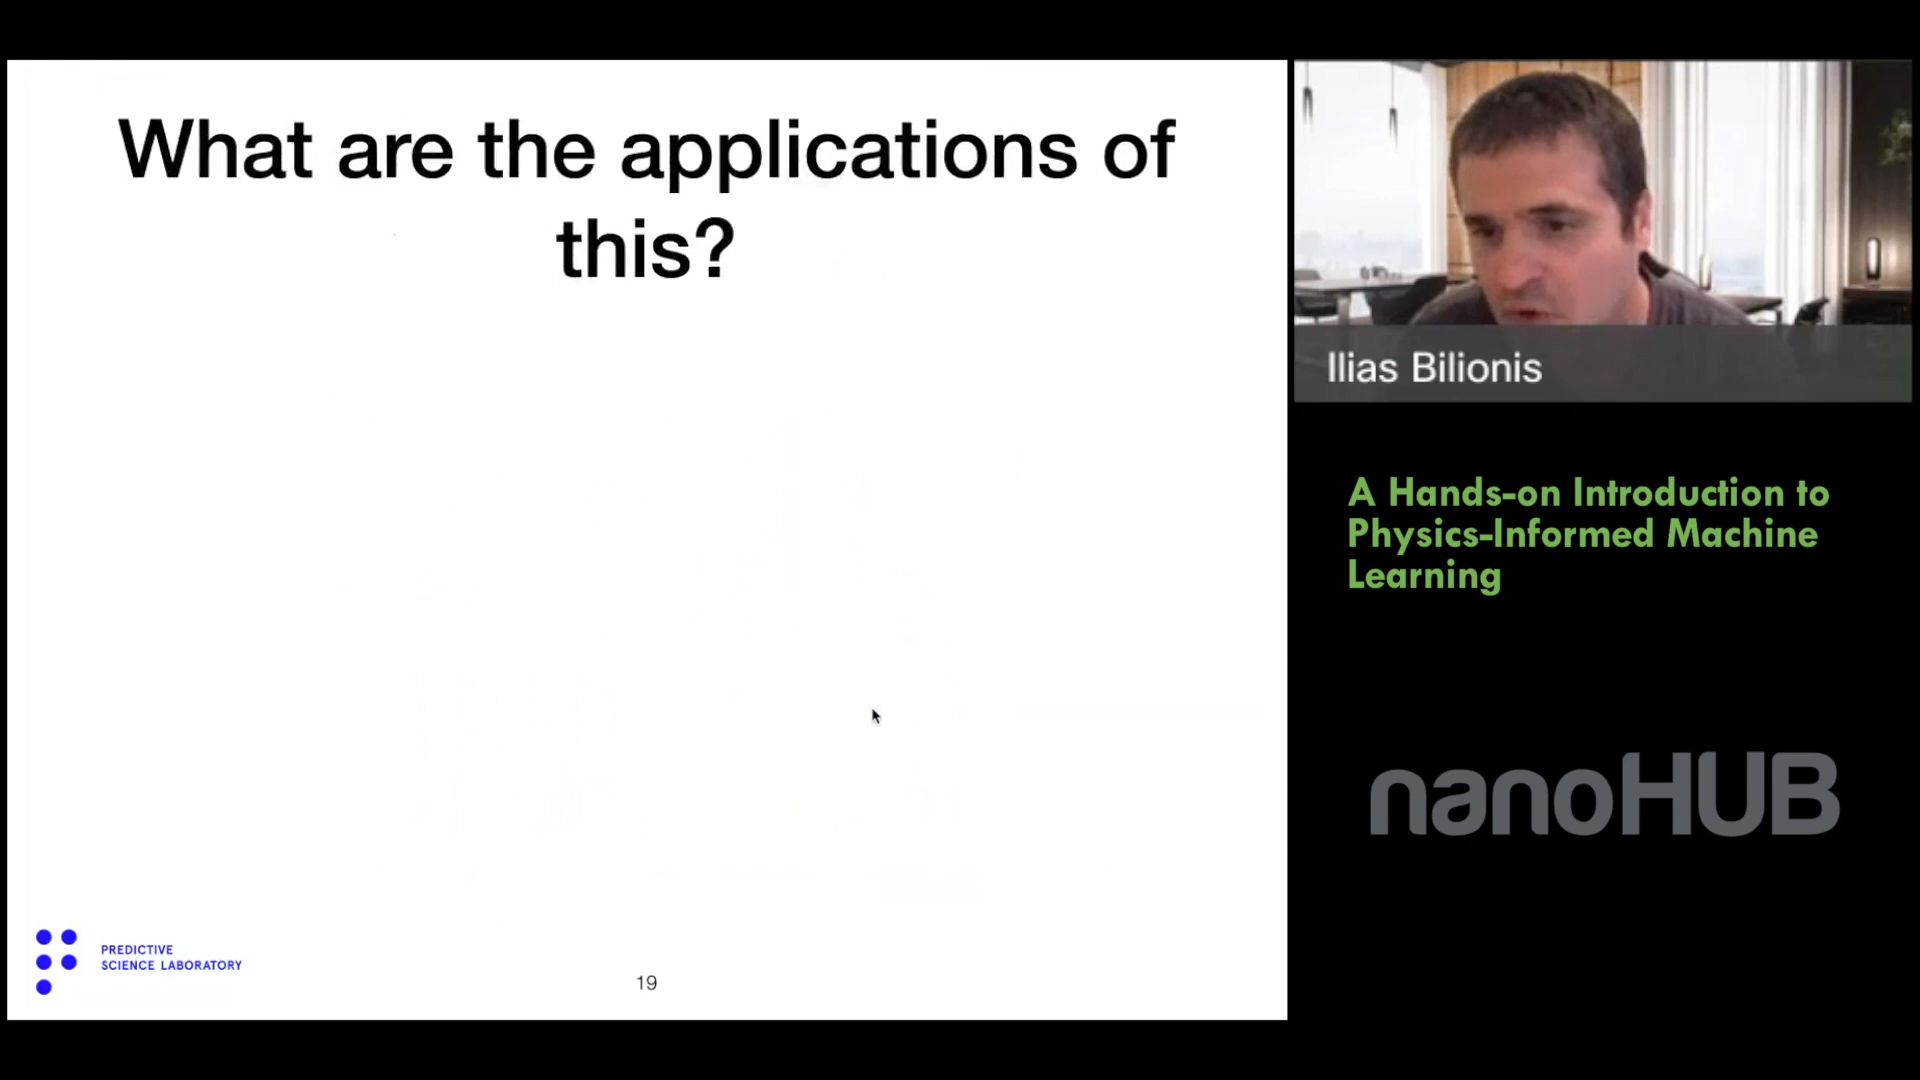 What are the applications of
this?
Ilias Bilionis
A Hands-on Introduction to
Physics-Informed Machine
Learning
nanoHUB
PREDICTIVE
SCIENCE LABORATORY
19